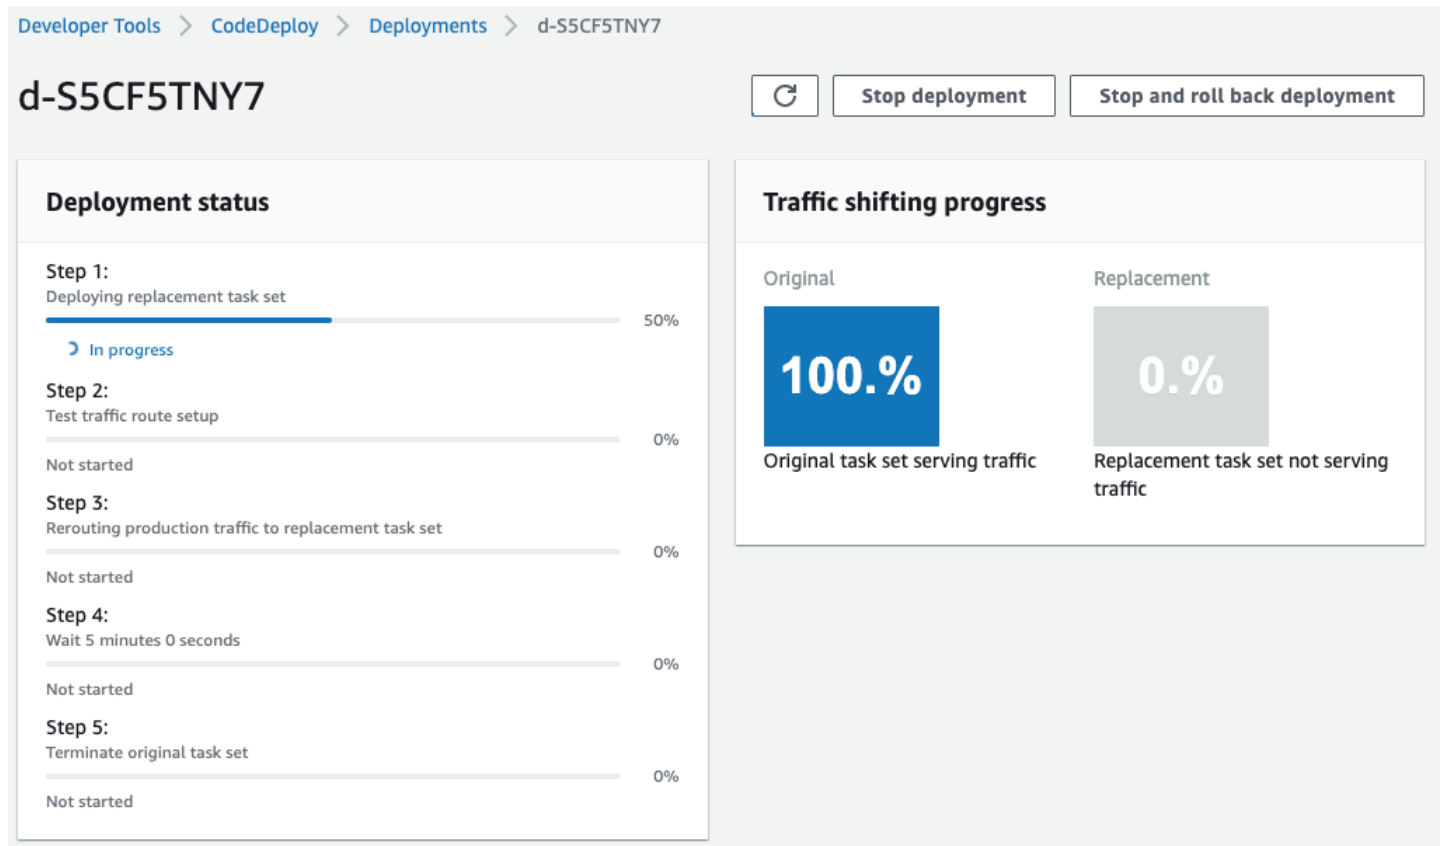 Developer Tools > CodeDeploy > Deployments > d-S5CF5TNY7
d-S5CF5TNY7
Stop deployment
Stop and roll back deployment
Deployment status
Step 1:
Deploying replacement task set
50%
In progress
Step 2:
Test traffic route setup
0%
Not started
Step 3:
Rerouting production traffic to replacement task set
0%
Not started
Step 4:
Wait 5 minutes 0 seconds
0%
Not started
Step 5:
Terminate original task set
0%
Not started
Traffic shifting progress
Original
100.%
Original task set serving traffic
Replacement
0.%
Replacement task set not serving
traffic